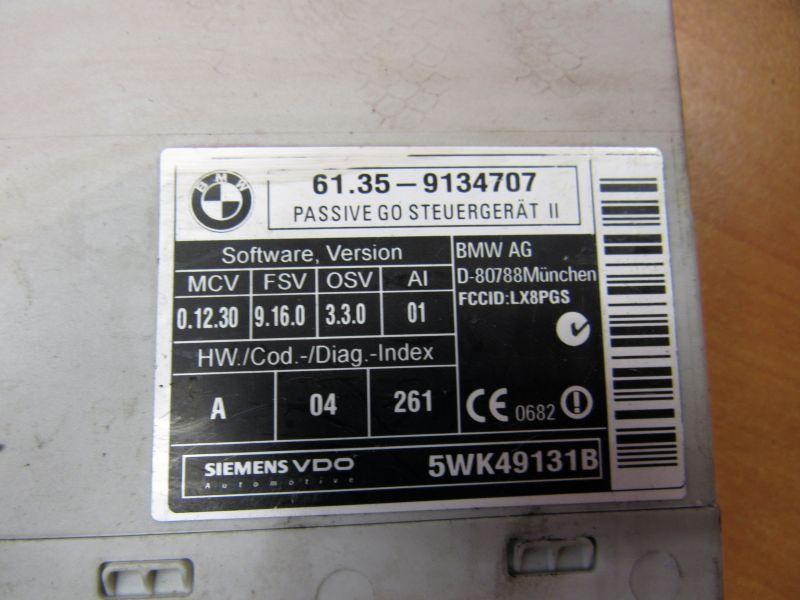 BMW
61.35-9134707
PASSIVE GO STEUERGERÄT II
Software, Version
MCV FSV OSV AI
0.12.30 9.16.0 3.3.0 01
HW./Cod.-/Diag.-Index
A 04 261
BMW AG
D-80788München
FCCID:LX8PGS
CE 0682
SIEMENS VDO
Automotive
5WK49131B